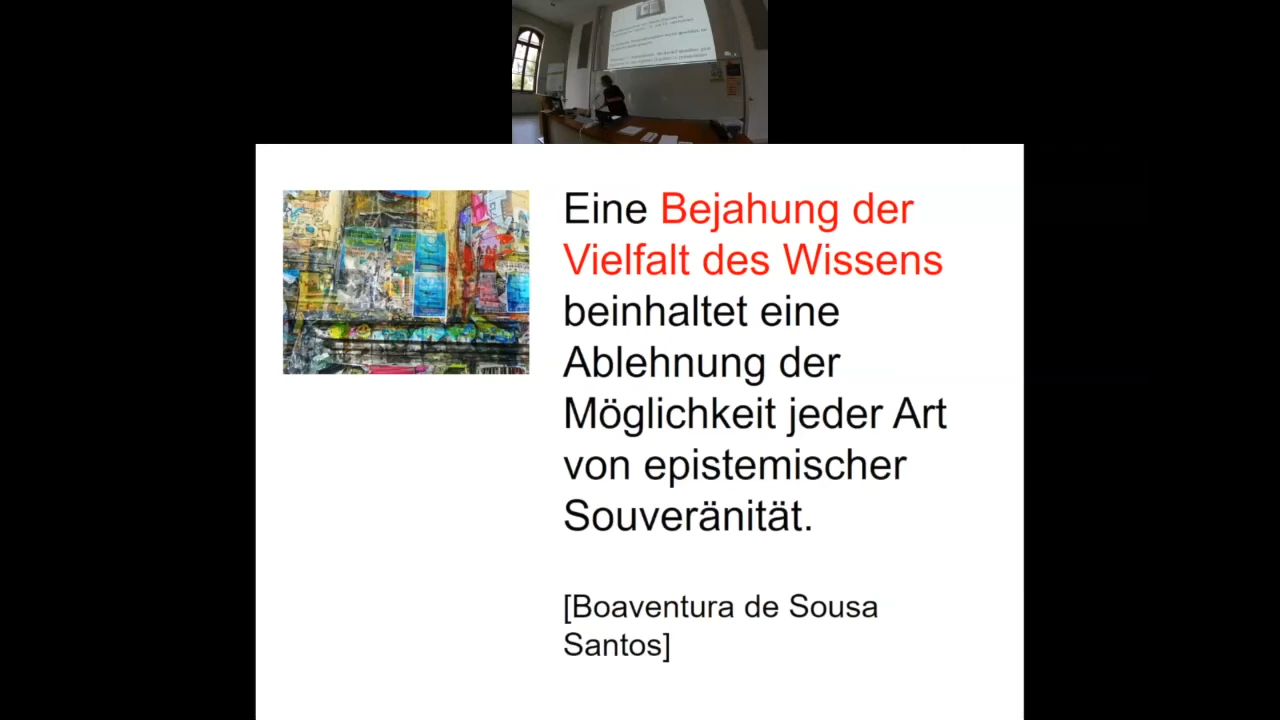 Eine Bejahung der
Vielfalt des Wissens
beinhaltet eine
Ablehnung der
Möglichkeit jeder Art
von epistemischer
Souveränität.
[Boaventura de Sousa
Santos]